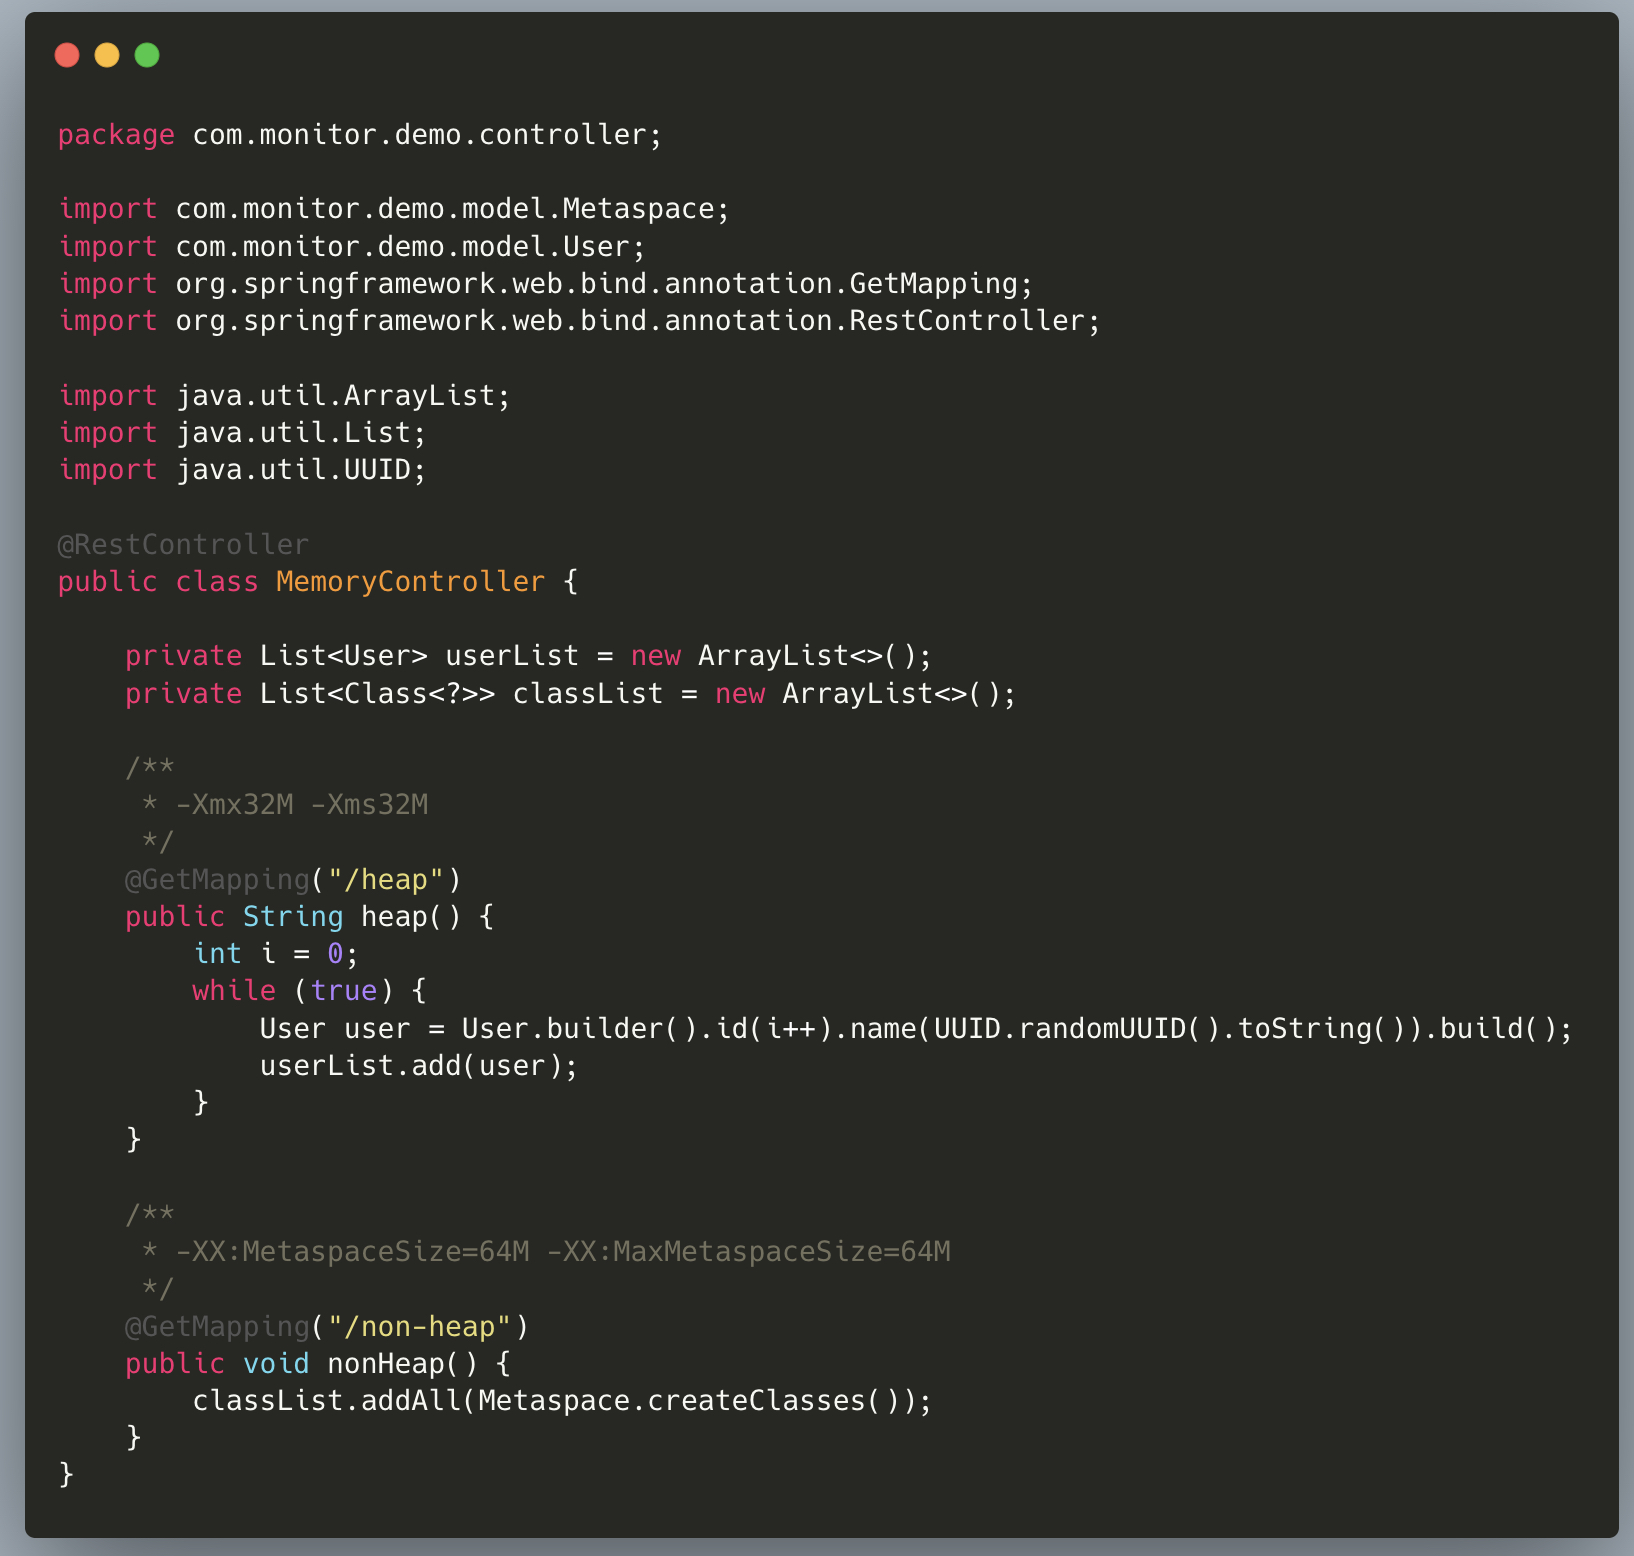 package com.monitor.demo.controller;

import com.monitor.demo.model.Metaspace;
import com.monitor.demo.model.User;
import org.springframework.web.bind.annotation.GetMapping;
import org.springframework.web.bind.annotation.RestController;

import java.util.ArrayList;
import java.util.List;
import java.util.UUID;

@RestController
public class MemoryController {

    private List<User> userList = new ArrayList<>();
    private List<Class<?>> classList = new ArrayList<>();

    /**
     * -Xmx32M -Xms32M
     */
    @GetMapping("/heap")
    public String heap() {
        int i = 0;
        while (true) {
            User user = User.builder().id(i++).name(UUID.randomUUID().toString()).build();
            userList.add(user);
        }
    }

    /**
     * -XX:MetaspaceSize=64M -XX:MaxMetaspaceSize=64M
     */
    @GetMapping("/non-heap")
    public void nonHeap() {
        classList.addAll(Metaspace.createClasses());
    }
}